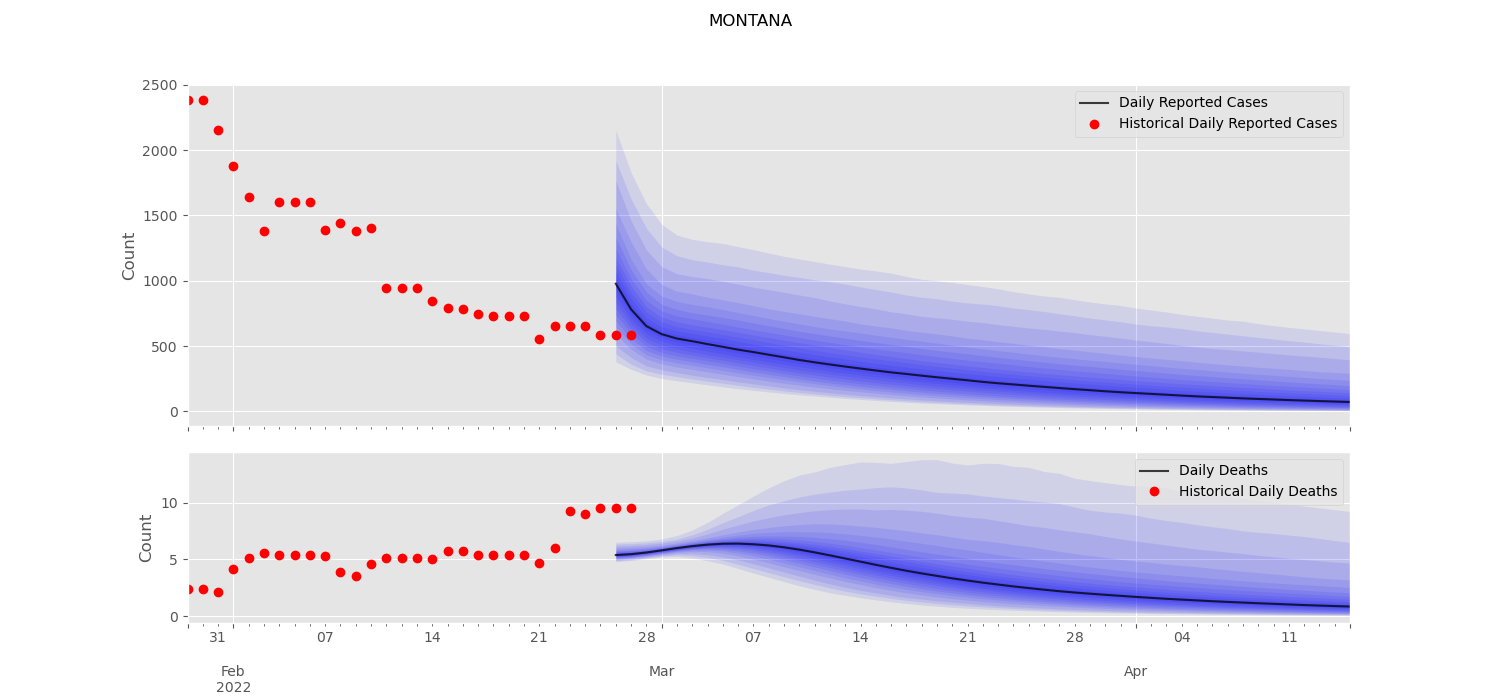 MONTANA
2500
2000
1500
1000
500
0
Count
Daily Reported Cases
Historical Daily Reported Cases
10
5
0
Count
Daily Deaths
Historical Daily Deaths
31 07 14 21 28 07 14 21 28 04 11
Feb Mar Apr
2022